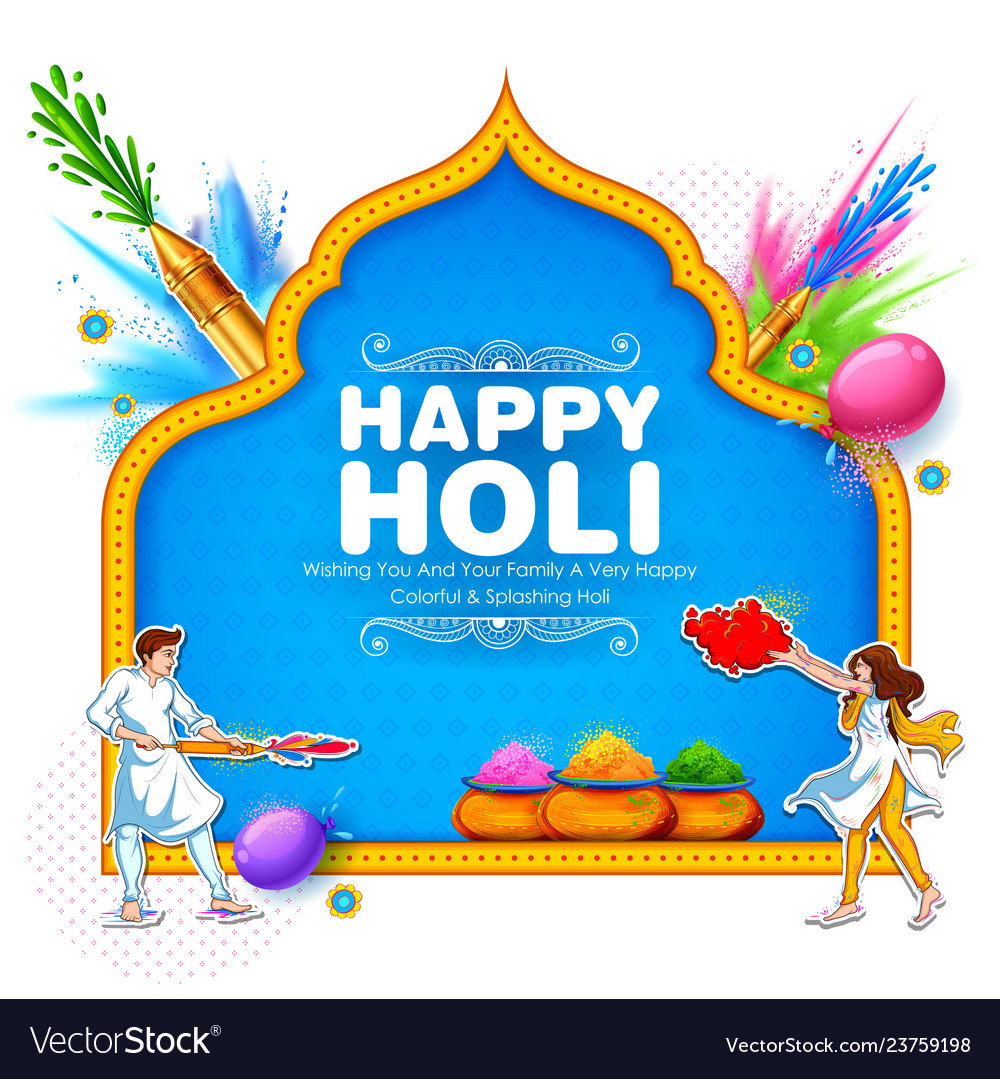 HAPPY
HOLI
Wishing You And Your Family A Very Happy
Colorful & Splashing Holi
VectorStock®
VectorStock.com/23759198